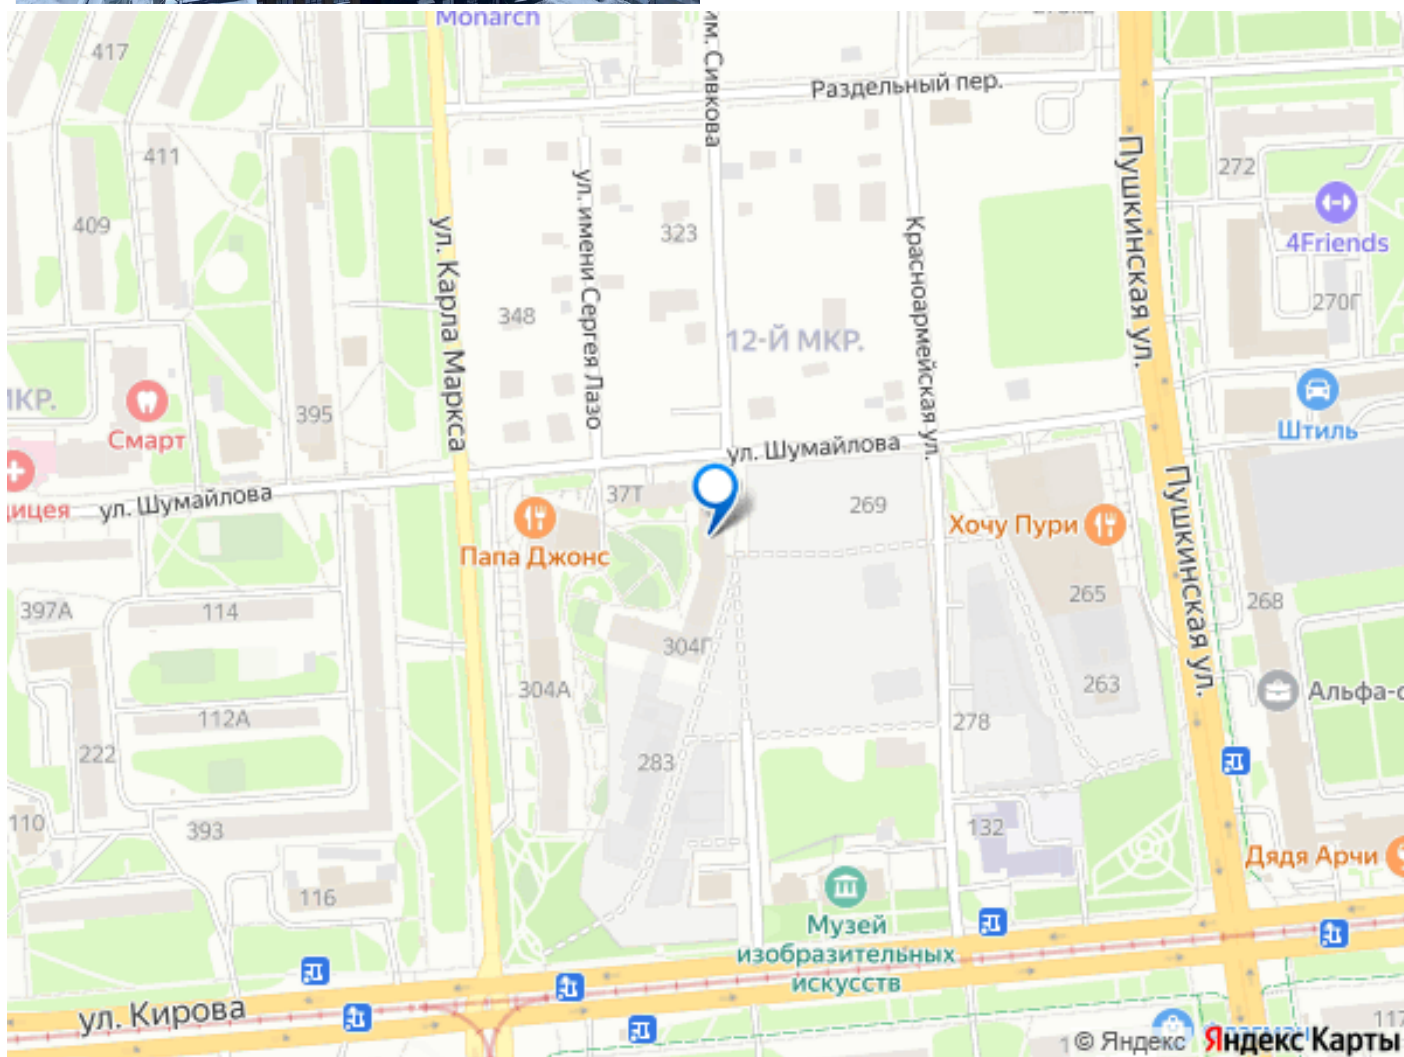 Monarch
417
им. Сивкова
Раздельный пер.
411
272
409
323
4Friends
ул. Карла Маркса
ул. имени Сергея Лазо
Красноармейская ул.
Пушкинская ул.
270Г
348
12-Й МКР.
МКР.
Смарт
395
Штиль
ул. Шумайлова
ул. Шумайлова
37Т
269
Папа Джонс
Хочу Пури
Пушкинская ул.
397А
114
265
268
304Г
304А
263
Альфа-с
112А
278
222
283
110
393
132
116
Дядя Арчи
Музей
изобразительных
искусств
ул. Кирова
117
© Яндекс Яндекс Карты